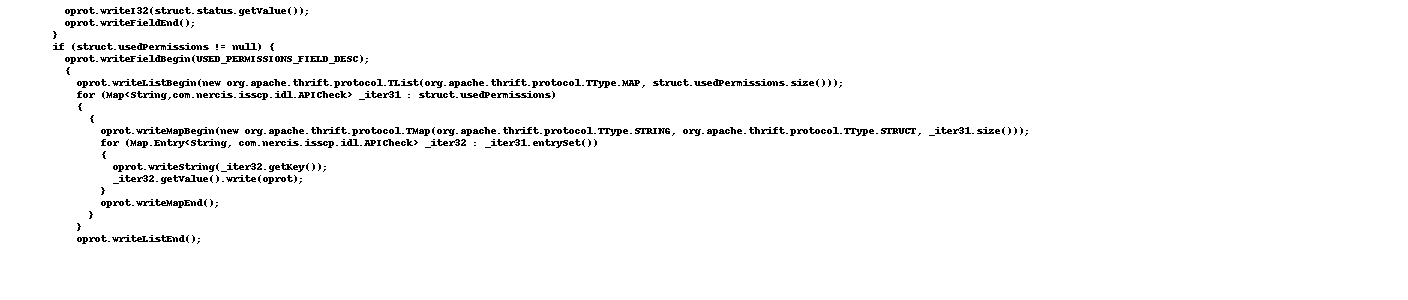 oprot.writeI32(struct.status.getValue());
oprot.writeFieldEnd();
}
if (struct.usedPermissions != null) {
oprot.writeFieldBegin(USED_PERMISSIONS_FIELD_DESC);
{
oprot.writeListBegin(new org.apache.thrift.protocol.TList(org.apache.thrift.protocol.TType.MAP, struct.usedPermissions.size()));
for (Map<String,com.nercis.isscp.idl.APICheck> _iter31 : struct.usedPermissions)
{
{
oprot.writeMapBegin(new org.apache.thrift.protocol.TMap(org.apache.thrift.protocol.TType.STRING, org.apache.thrift.protocol.TType.STRUCT, _iter31.size()));
for (Map.Entry<String, com.nercis.isscp.idl.APICheck> _iter32 : _iter31.entrySet())
{
oprot.writeString(_iter32.getKey());
_iter32.getValue().write(oprot);
}
oprot.writeMapEnd();
}
}
oprot.writeListEnd();